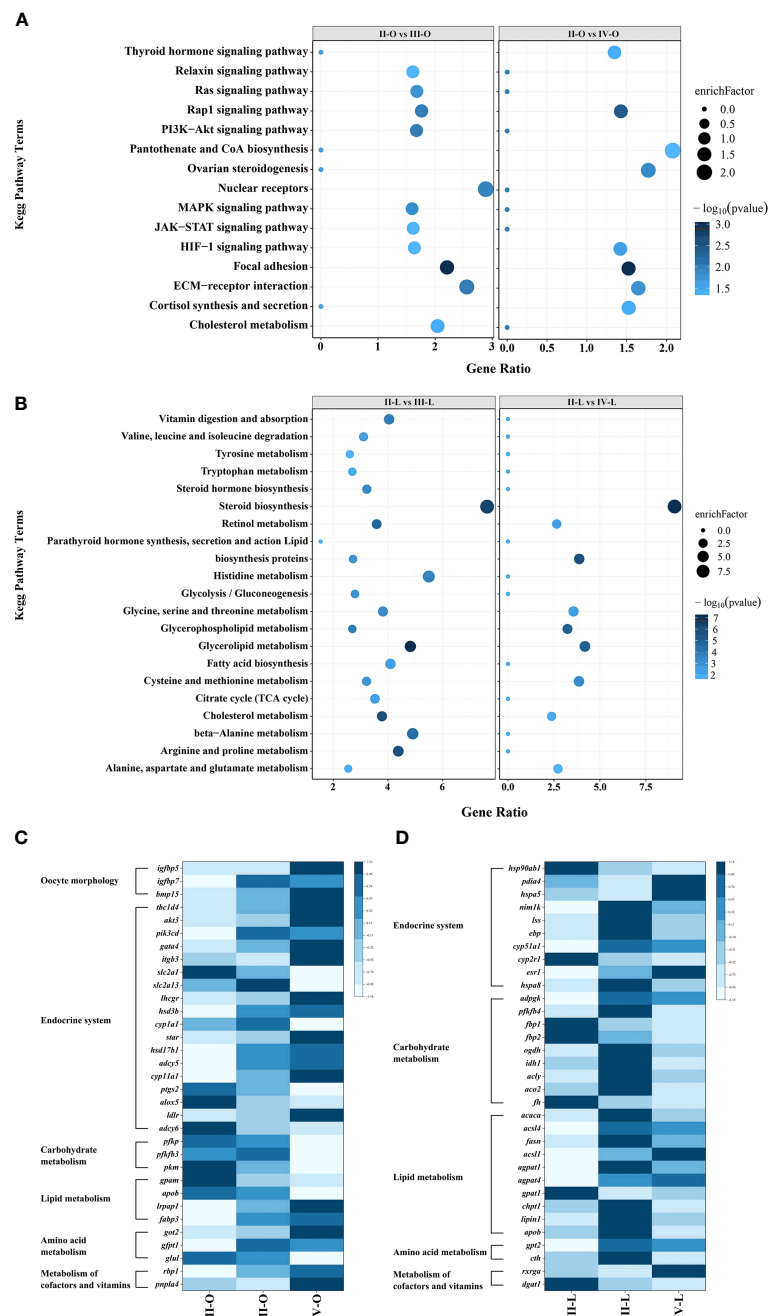 A
II-O vs III-O
II-O vs IV-O
Thyroid hormone signaling pathway
Relaxin signaling pathway
Ras signaling pathway
Rap1 signaling pathway
PI3K−Akt signaling pathway
Pantothenate and CoA biosynthesis
Ovarian steroidogenesis
Nuclear receptors
MAPK signaling pathway
JAK−STAT signaling pathway
HIF−1 signaling pathway
Focal adhesion
ECM−receptor interaction
Cortisol synthesis and secretion
Cholesterol metabolism
Kegg Pathway Terms
0 1 2 3
0.0 0.5 1.0 1.5 2.0
Gene Ratio
enrichFactor
0.0
0.5
1.0
1.5
2.0
− log10(pvalue)
3.0
2.5
2.0
1.5
B
II-L vs III-L
II-L vs IV-L
Vitamin digestion and absorption
Valine, leucine and isoleucine degradation
Tyrosine metabolism
Tryptophan metabolism
Steroid hormone biosynthesis
Steroid biosynthesis
Retinol metabolism
Parathyroid hormone synthesis, secretion and action Lipid
biosynthesis proteins
Histidine metabolism
Glycolysis / Gluconeogenesis
Glycine, serine and threonine metabolism
Glycerophospholipid metabolism
Glycerolipid metabolism
Fatty acid biosynthesis
Cysteine and methionine metabolism
Citrate cycle (TCA cycle)
Cholesterol metabolism
beta−Alanine metabolism
Arginine and proline metabolism
Alanine, aspartate and glutamate metabolism
Kegg Pathway Terms
2 4 6
0.0 2.5 5.0 7.5
Gene Ratio
enrichFactor
0.0
2.5
5.0
7.5
− log10(pvalue)
7
6
5
4
3
2
C
Oocyte morphology
igfbp5
igfbp7
bmp15
Endocrine system
tbc1d4
akt3
pik3cd
gata4
itgb3
slc2a1
slc2a13
lhcgr
hsd3b
cyp1a1
star
hsd17b1
adcy5
cyp11a1
ptgs2
alox5
ldlr
adcy6
Carbohydrate
metabolism
pfkp
pfkfb3
pkm
Lipid metabolism
gpam
apob
lrpap1
fabp3
Amino acid
metabolism
got2
gfpt1
glul
Metabolism of
cofactors and vitamins
rbp1
pnpla4
II-O
II-O
V-O
D
Endocrine system
hsp90ab1
pdia4
hspa5
nim1k
lss
ebp
cyp51a1
cyp2r1
esr1
hspa8
Carbohydrate
metabolism
adpgk
pfkfb4
fbp1
fbp2
ogdh
idh1
acly
aco2
fh
Lipid metabolism
acaca
acsl4
fasn
acsl1
agpat1
agpat4
gpat1
chpt1
lipin1
apob
Amino acid metabolism
gpt2
cth
Metabolism of
cofactors and vitamins
rxrga
dgat1
II-L
II-L
V-L